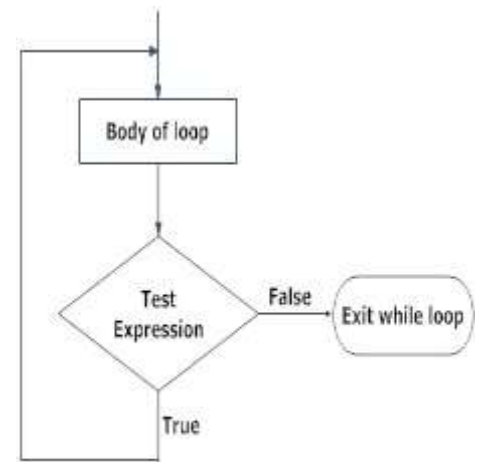 Body of loop
Test
Expression
False
Exit while loop
True